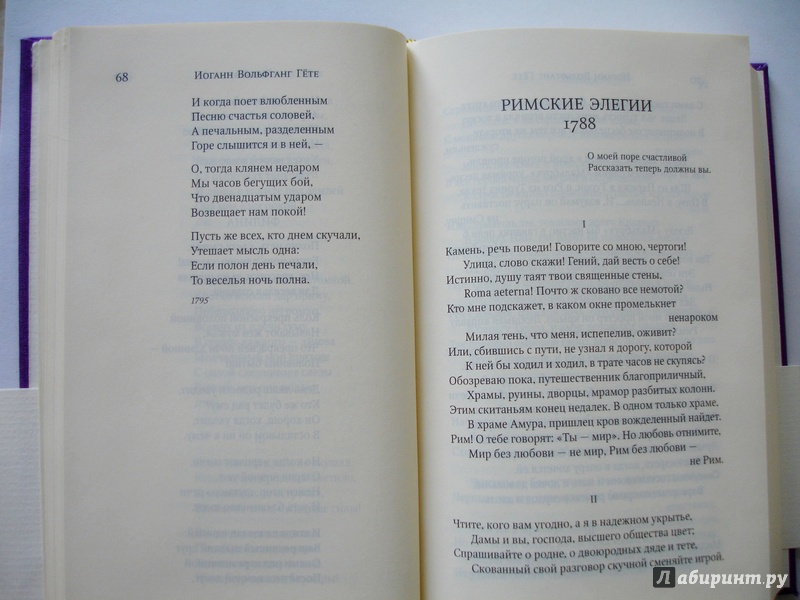 68
Иоганн Вольфганг Гёте
И когда поет влюбленным
Песню счастья соловей,
А печальным, разделенным
Горе слышится и в ней, —
О, тогда клянем недаром
Мы часов бегущих бой,
Что двенадцатым ударом
Возвещает нам покой!
Пусть же всех, кто днем скучали,
Утешает мысль одна:
Если полон день печали,
То веселья ночь полна.
1795
РИМСКИЕ ЭЛЕГИИ
1788
О моей поре счастливой
Рассказать теперь должны вы.
I
Камень, речь поведи! Говорите со мною, чертоги!
Улица, слово скажи! Гений, дай весть о себе!
Истинно, душу таят твои священные стены,
Roma aeterna! Почто ж сковано все немотой?
Кто мне подскажет, в каком окне промелькнет
ненароком
Милая тень, что меня, испепелив, оживит?
Или, сбившись с пути, не узнал я дорогу, которой
К ней бы ходил и ходил, в трате часов не скупясь?
Обозреваю пока, путешественник благоприличный,
Храмы, руины, дворцы, мрамор разбитых колонн.
Этим скитаньям конец недалек. В одном только храме,
В храме Амура, пришлец кров вожделенный найдет.
Рим! О тебе говорят: «Ты — мир». Но любовь отнимите,
Мир без любови — не мир, Рим без любови —
не Рим.
II
Чтите, кого вам угодно, а я в надежном укрытье,
Дамы и вы, господа, высшего общества цвет;
Спрашивайте о родне, о двоюродных дяде и тете,
Скованный свой разговор скучной сменяйте игрой.
Лабиринт.ру